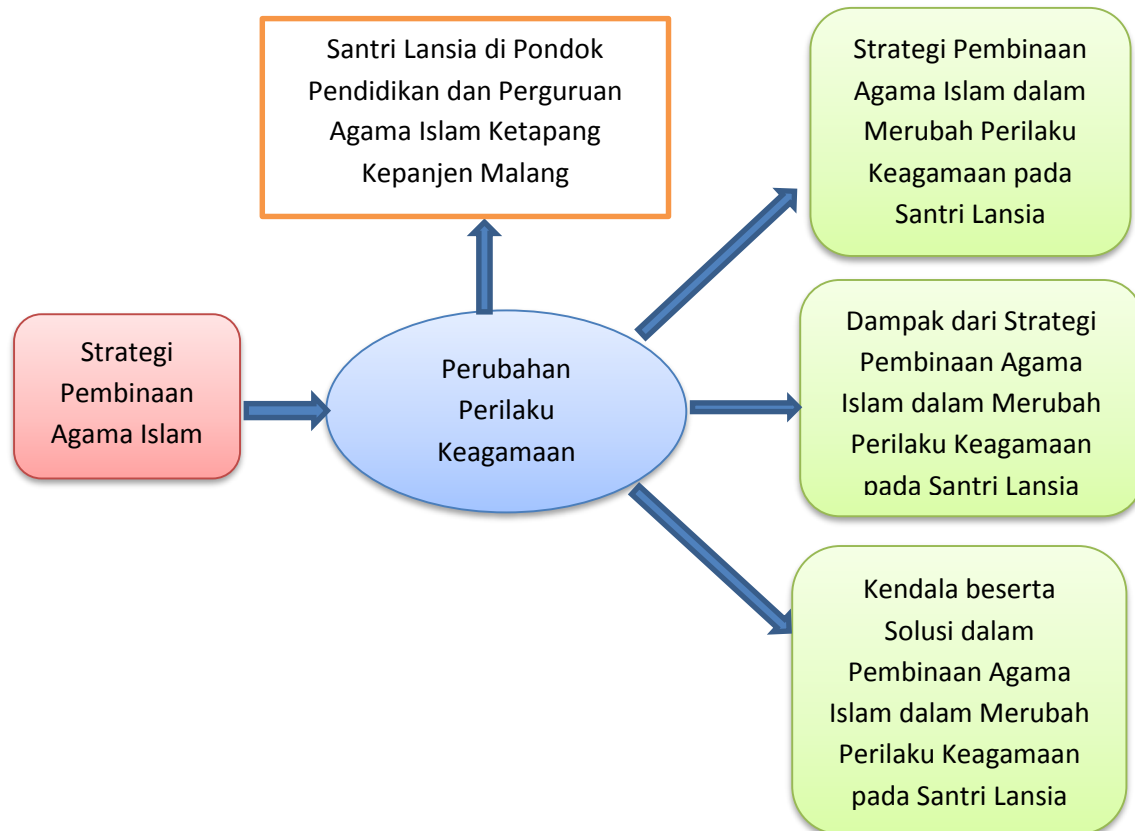 Santri Lansia di Pondok
Pendidikan dan Perguruan
Agama Islam Ketapang
Kepanjen Malang
Strategi Pembinaan
Agama Islam dalam
Merubah Perilaku
Keagamaan pada
Santri Lansia
Strategi
Pembinaan
Agama Islam
Perubahan
Perilaku
Keagamaan
Dampak dari Strategi
Pembinaan Agama
Islam dalam Merubah
Perilaku Keagamaan
pada Santri Lansia
Kendala beserta
Solusi dalam
Pembinaan Agama
Islam dalam Merubah
Perilaku Keagamaan
pada Santri Lansia